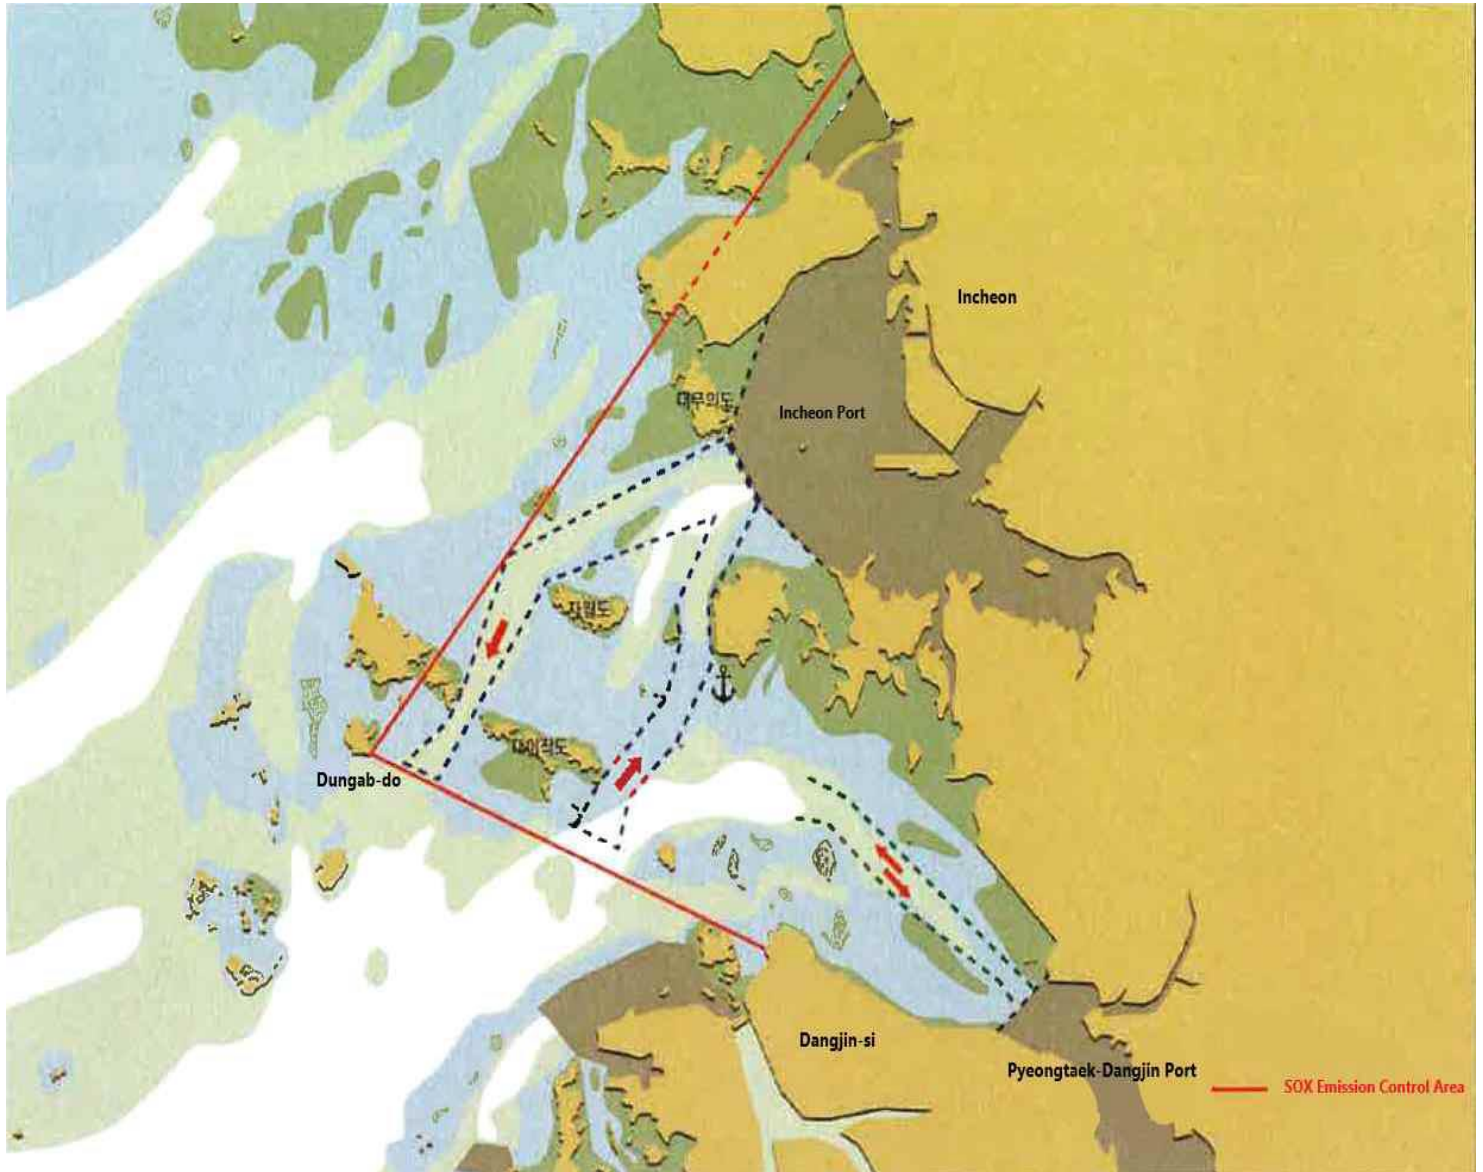 Incheon
대무의도
Incheon Port
자월도
대이작도
Dungab-do
Dangjin-si
Pyeongtaek-Dangjin Port
SOX Emission Control Area